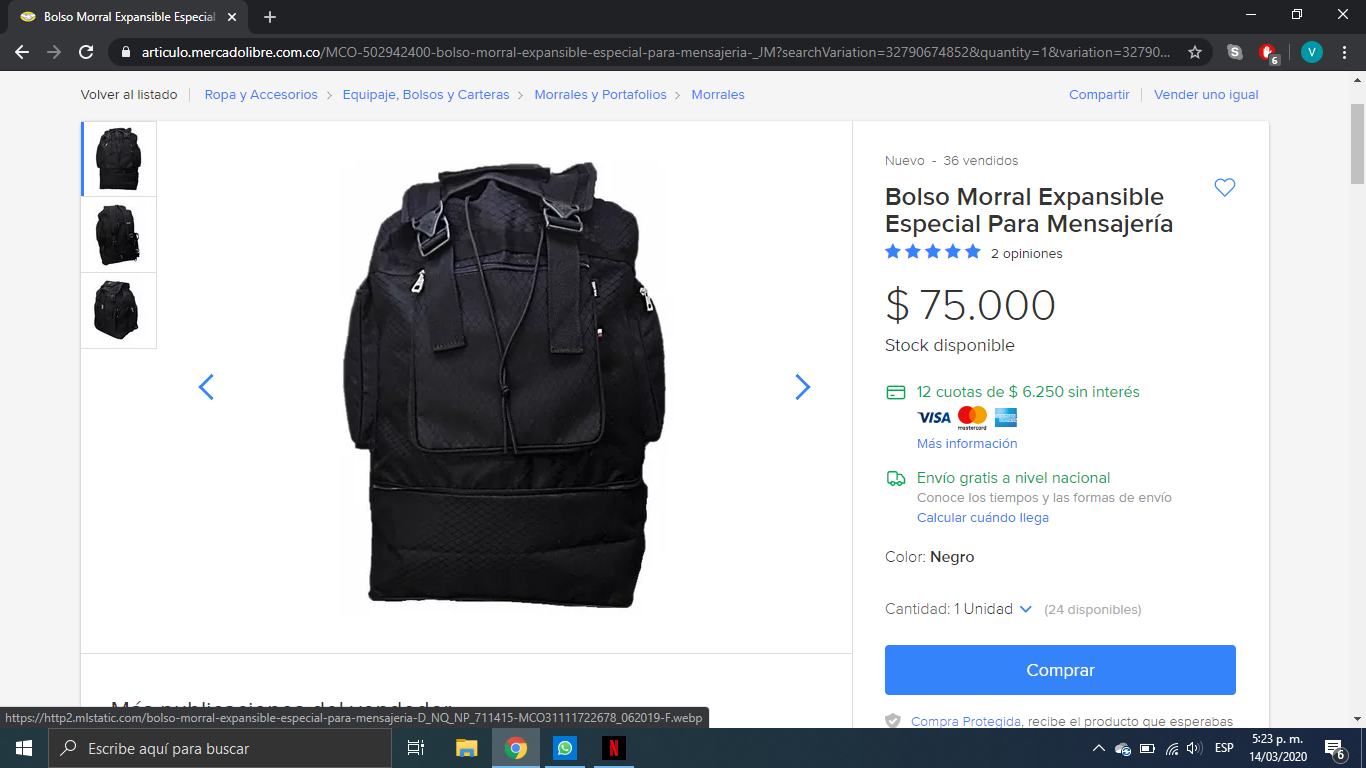 Bolso Morral Expansible Especial
articulo.mercadolibre.com.co/MCO-502942400-bolso-morral-expansible-especial-para-mensajeria-_JM?searchVariation=32790674852&quantity=1&variation=32790...
6
V
Volver al listado
Ropa y Accesorios
Equipaje, Bolsos y Carteras
Morrales y Portafolios
Morrales
Compartir
Vender uno igual
Nuevo - 36 vendidos
Bolso Morral Expansible
Especial Para Mensajería
2 opiniones
$ 75.000
Stock disponible
12 cuotas de $ 6.250 sin interés
VISA
mastercard
Más información
Envío gratis a nivel nacional
Conoce los tiempos y las formas de envío
Calcular cuándo llega
Color: Negro
Cantidad: 1 Unidad (24 disponibles)
Comprar
Más publicaciones del vendedor
Compra Protegida, recibe el producto que esperabas
https://http2.mlstatic.com/bolso-morral-expansible-especial-para-mensajeria-D_NQ_NP_711415-MCO31111722678_062019-F.webp
Escribe aquí para buscar
N
ESP
5:23 p. m.
14/03/2020
6